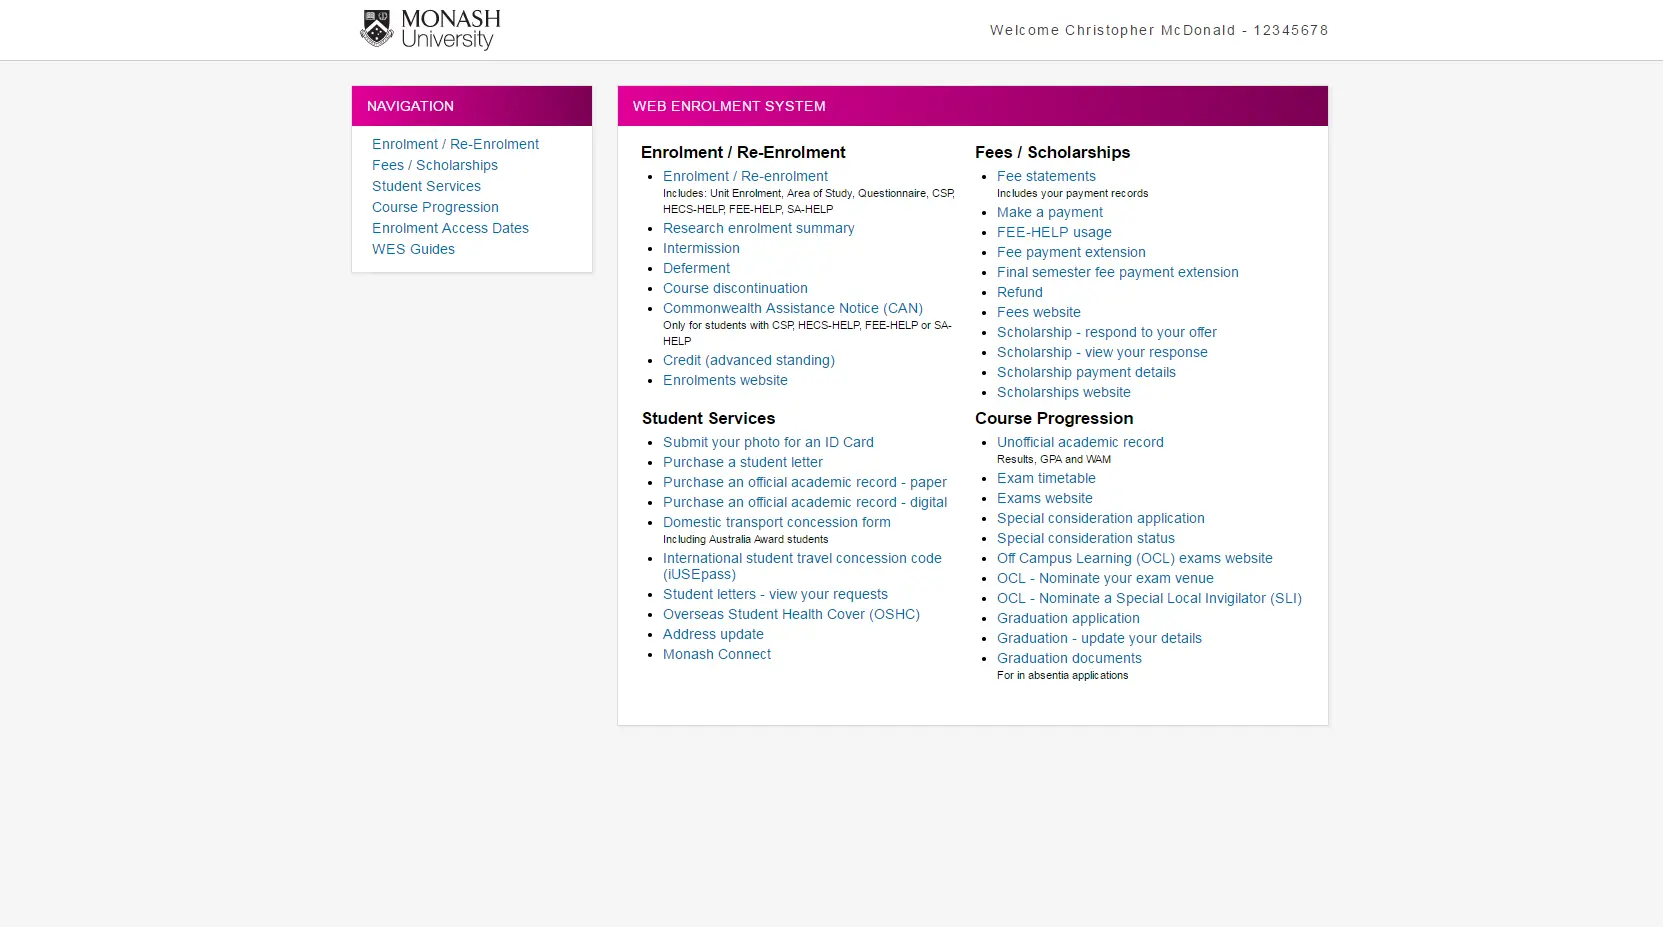 MONASH
University
Welcome Christopher McDonald - 12345678
NAVIGATION
Enrolment / Re-Enrolment
Fees / Scholarships
Student Services
Course Progression
Enrolment Access Dates
WES Guides
WEB ENROLMENT SYSTEM
Enrolment / Re-Enrolment
Enrolment / Re-enrolment
Includes: Unit Enrolment, Area of Study, Questionnaire, CSP,
HECS-HELP, FEE-HELP, SA-HELP
Research enrolment summary
Intermission
Deferment
Course discontinuation
Commonwealth Assistance Notice (CAN)
Only for students with CSP, HECS-HELP, FEE-HELP or SA-
HELP
Credit (advanced standing)
Enrolments website
Fees / Scholarships
Fee statements
Includes your payment records
Make a payment
FEE-HELP usage
Fee payment extension
Final semester fee payment extension
Refund
Fees website
Scholarship - respond to your offer
Scholarship - view your response
Scholarship payment details
Scholarships website
Student Services
Submit your photo for an ID Card
Purchase a student letter
Purchase an official academic record - paper
Purchase an official academic record - digital
Domestic transport concession form
Including Australia Award students
International student travel concession code
(iUSEpass)
Student letters - view your requests
Overseas Student Health Cover (OSHC)
Address update
Monash Connect
Course Progression
Unofficial academic record
Results, GPA and WAM
Exam timetable
Exams website
Special consideration application
Special consideration status
Off Campus Learning (OCL) exams website
OCL - Nominate your exam venue
OCL - Nominate a Special Local Invigilator (SLI)
Graduation application
Graduation - update your details
Graduation documents
For in absentia applications